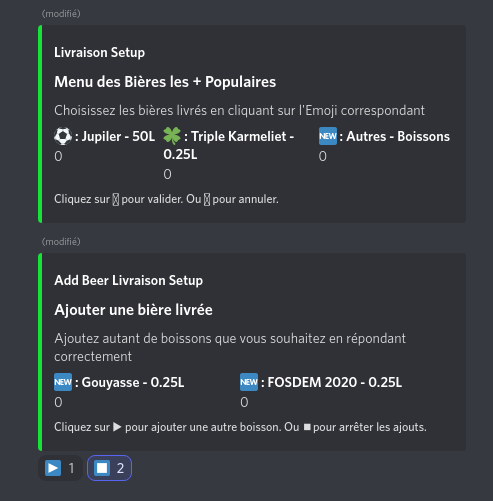 (modifié)
Livraison Setup
Menu des Bières les + Populaires
Choisissez les bières livrés en cliquant sur l'Emoji correspondant
⚽ : Jupiler - 50L 🍀 : Triple Karmeliet - 0.25L 🆕 : Autres - Boissons
0 0 0
Cliquez sur pour valider. Ou pour annuler.
(modifié)
Add Beer Livraison Setup
Ajouter une bière livrée
Ajoutez autant de boissons que vous souhaitez en répondant
correctement
🆕 : Gouyasse - 0.25L 🆕 : FOSDEM 2020 - 0.25L
0 0
Cliquez sur ▶ pour ajouter une autre boisson. Ou ⏹ pour arrêter les ajouts.
▶ 1 ⏹ 2